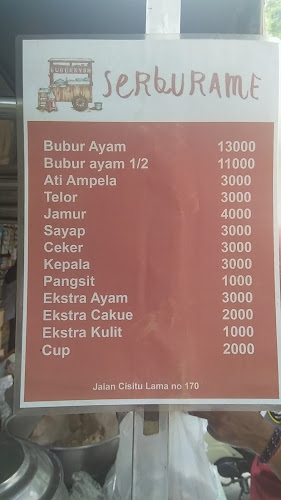 BUBURAYAM
serburame
Bubur Ayam 13000
Bubur ayam 1/2 11000
Ati Ampela 3000
Telor 3000
Jamur 4000
Sayap 3000
Ceker 3000
Kepala 3000
Pangsit 1000
Ekstra Ayam 3000
Ekstra Cakue 2000
Ekstra Kulit 1000
Cup 2000
Jalan Cisitu Lama no 170